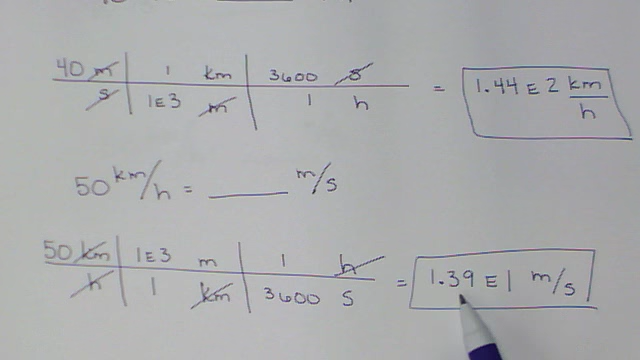 40 m | 1 km | 3600 s
s | 1E3 m | 1 h = 1.44 E 2 km/h
50 km/h = ______ m/s
50 km | 1E3 m | 1 h
h | 1 km | 3600 s = 1.39 E 1 m/s